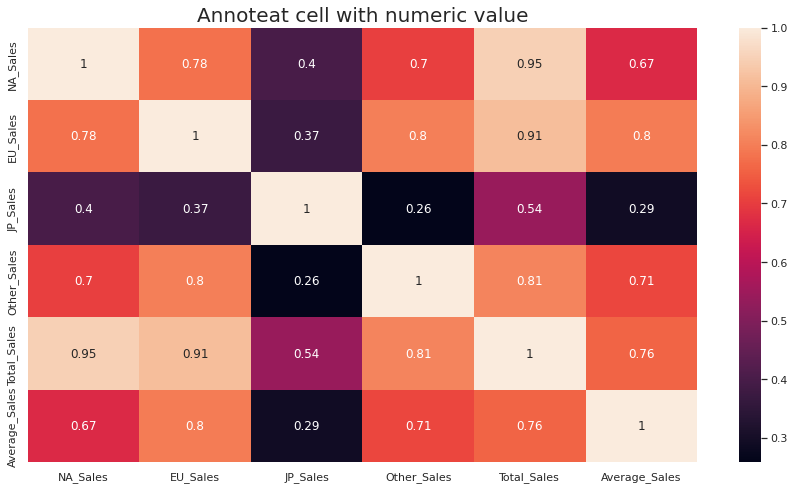 Annoteat cell with numeric value
NA_Sales 1 0.78 0.4 0.7 0.95 0.67
EU_Sales 0.78 1 0.37 0.8 0.91 0.8
JP_Sales 0.4 0.37 1 0.26 0.54 0.29
Other_Sales 0.7 0.8 0.26 1 0.81 0.71
Total_Sales 0.95 0.91 0.54 0.81 1 0.76
Average_Sales 0.67 0.8 0.29 0.71 0.76 1
NA_Sales EU_Sales JP_Sales Other_Sales Total_Sales Average_Sales
1.0
0.9
0.8
0.7
0.6
0.5
0.4
0.3